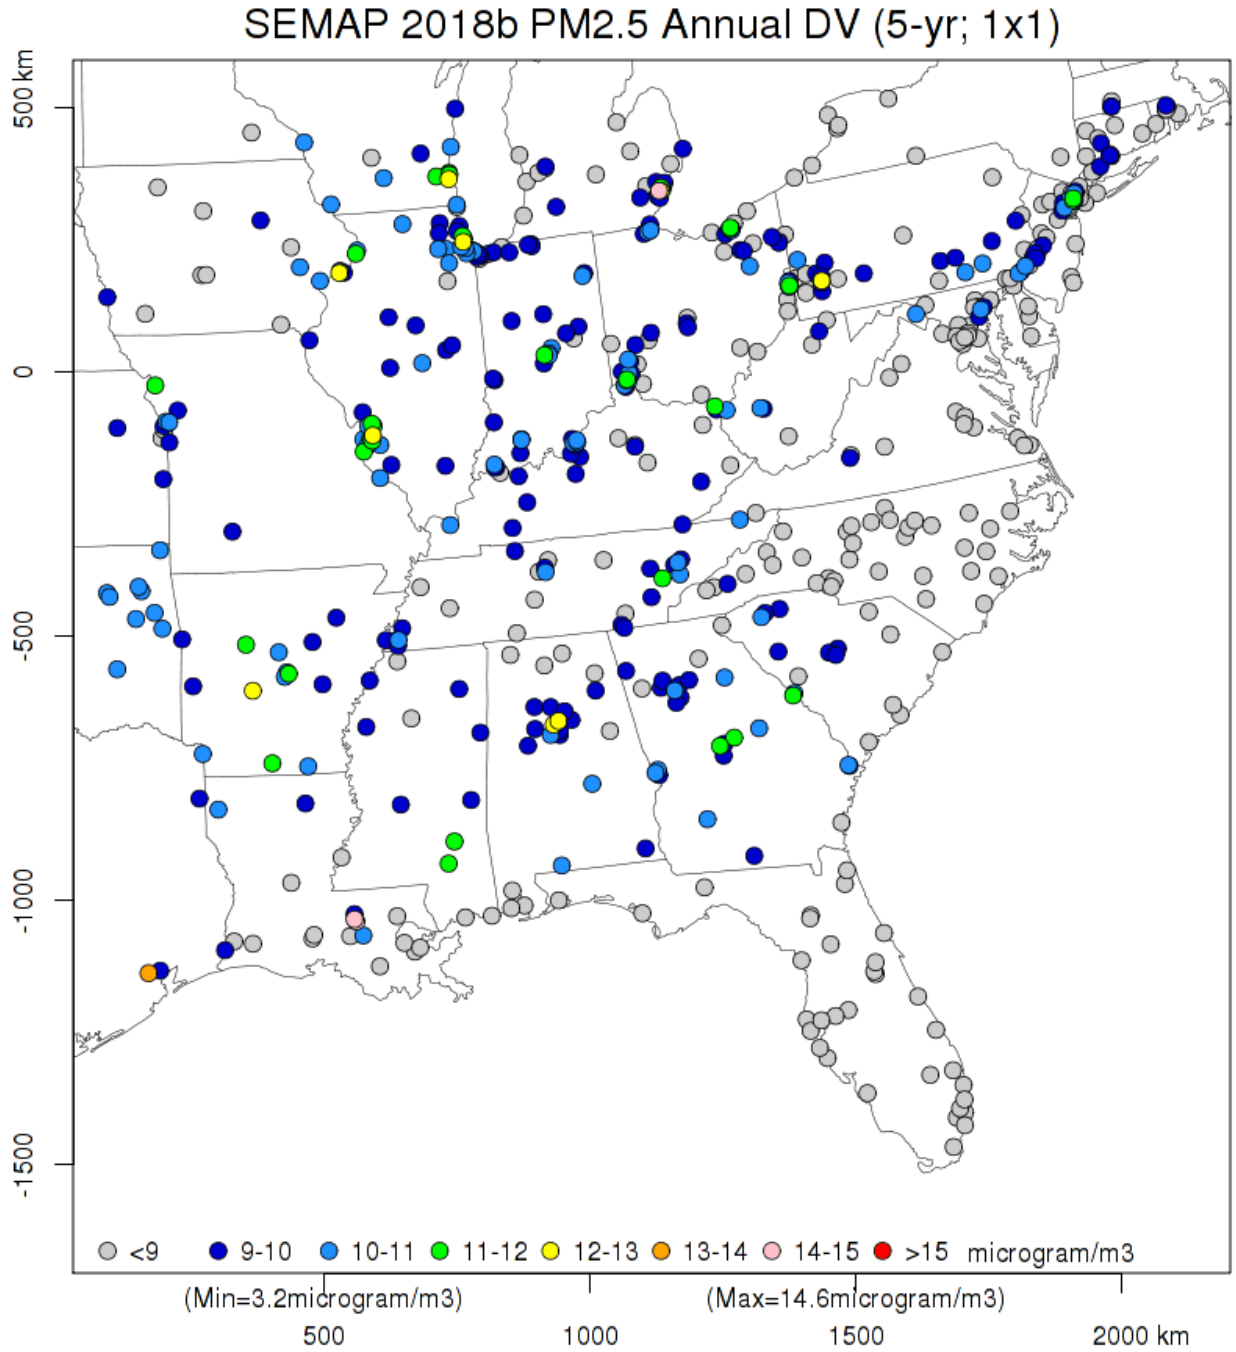 SEMAP 2018b PM2.5 Annual DV (5-yr; 1x1)
500 km
0
-500
-1000
-1500
<9 9-10 10-11 11-12 12-13 13-14 14-15 >15 microgram/m3
(Min=3.2microgram/m3) (Max=14.6microgram/m3)
500 1000 1500 2000 km